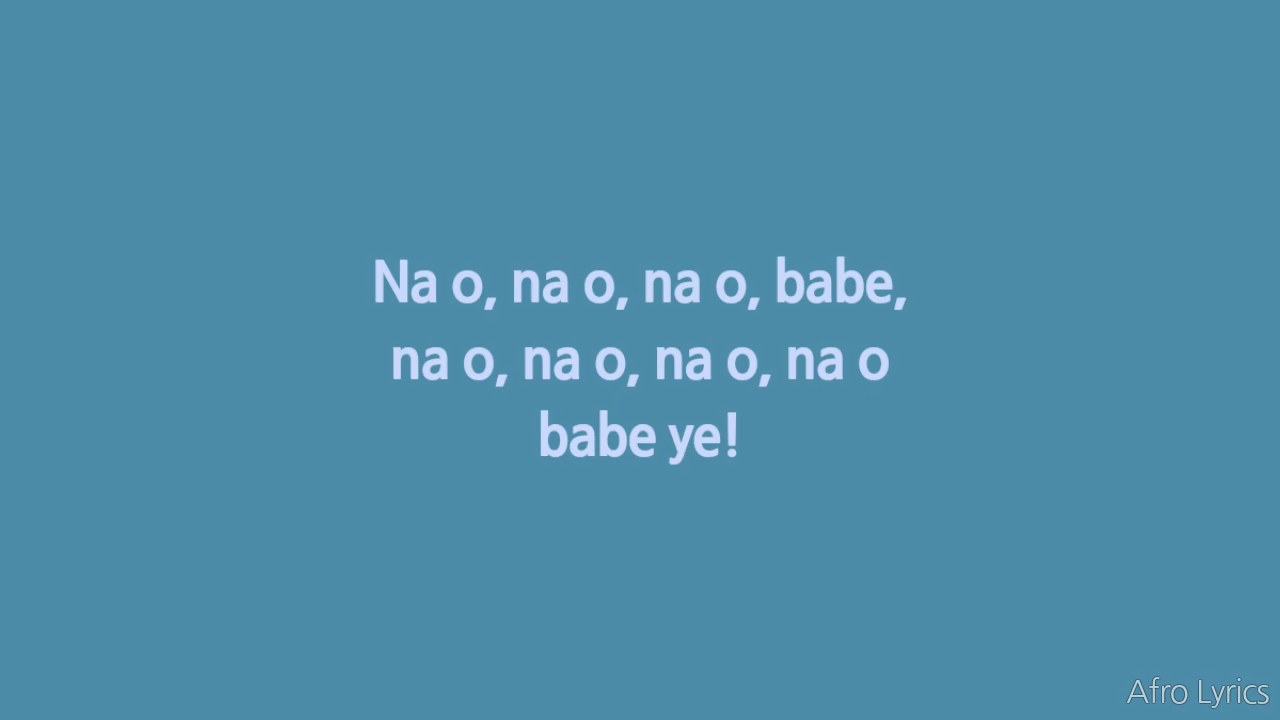 Na o, na o, na o, babe,
na o, na o, na o, na o
babe ye!
Afro Lyrics